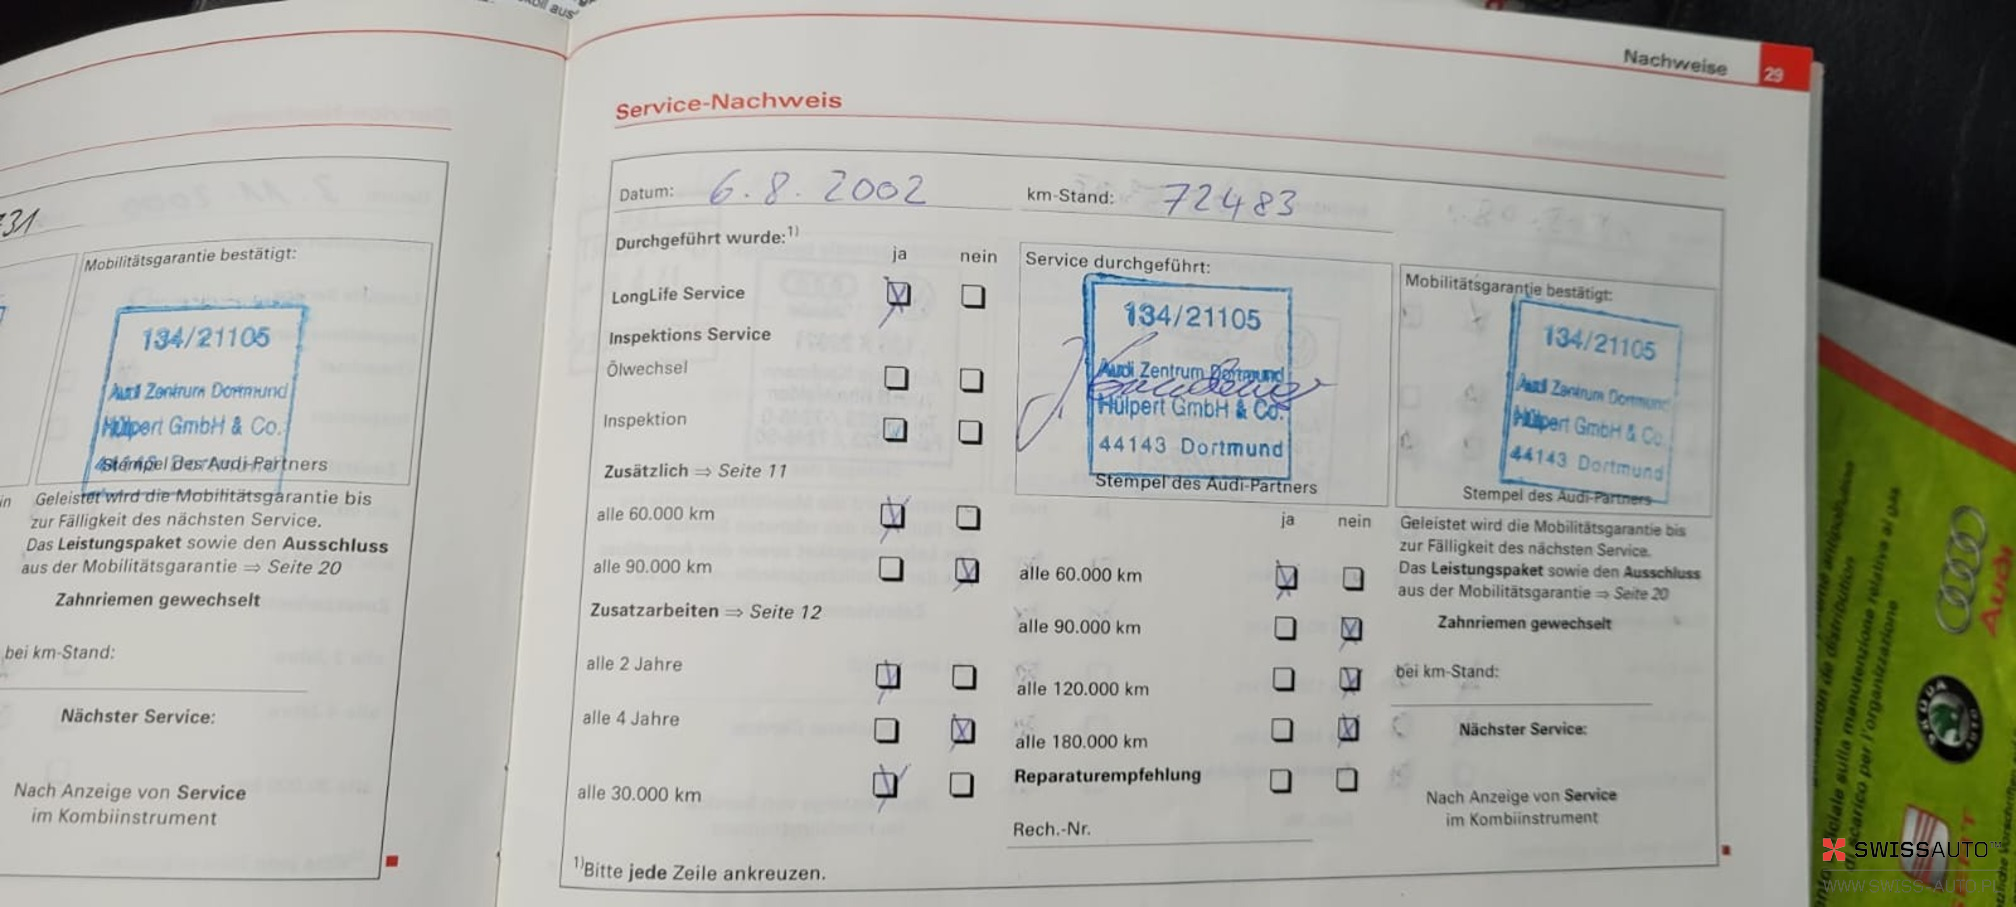 Nachweise 29
31
Mobilitätsgarantie bestätigt:
134/21105
Audi Zentrum Dortmund
Hülpert GmbH & Co.
Stempel des Audi-Partners
Geleistet wird die Mobilitätsgarantie bis
zur Fälligkeit des nächsten Service.
Das Leistungspaket sowie den Ausschluss
aus der Mobilitätsgarantie ⇒ Seite 20
Zahnriemen gewechselt
bei km-Stand:
Nächster Service:
Nach Anzeige von Service
im Kombiinstrument
Service-Nachweis
Datum: 6.8.2002
km-Stand: 72483
Durchgeführt wurde:1)
ja nein
LongLife Service
Inspektions Service
Ölwechsel
Inspektion
Zusätzlich ⇒ Seite 11
alle 60.000 km
alle 90.000 km
Zusatzarbeiten ⇒ Seite 12
alle 2 Jahre
alle 4 Jahre
alle 30.000 km
1)Bitte jede Zeile ankreuzen.
Service durchgeführt:
134/21105
Audi Zentrum Dortmund
Hülpert GmbH & Co.
44143 Dortmund
Stempel des Audi-Partners
ja nein
alle 60.000 km
alle 90.000 km
alle 120.000 km
alle 180.000 km
Reparaturempfehlung
Rech.-Nr.
Mobilitätsgarantie bestätigt:
134/21105
Audi Zentrum Dortmund
Hülpert GmbH & Co.
44143 Dortmund
Stempel des Audi-Partners
Geleistet wird die Mobilitätsgarantie bis
zur Fälligkeit des nächsten Service.
Das Leistungspaket sowie den Ausschluss
aus der Mobilitätsgarantie ⇒ Seite 20
Zahnriemen gewechselt
bei km-Stand:
Nächster Service:
Nach Anzeige von Service
im Kombiinstrument
Audi
SKODA
SWISSAUTO
WWW.SWISS-AUTO.PL